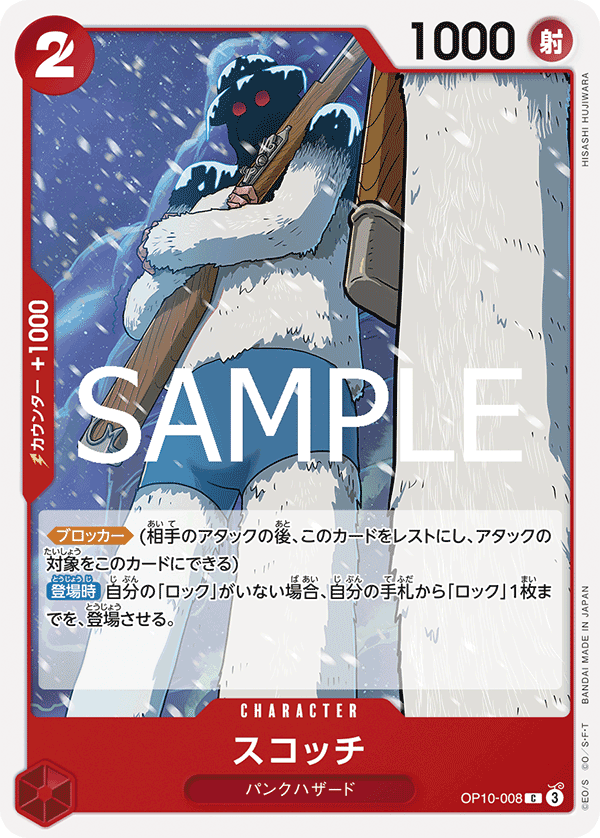 2
1000
射
HISASHI HUJIWARA
カウンター +1000
SAMPLE
ブロッカー (相手のアタックの後、このカードをレストにし、アタックの
対象をこのカードにできる)
登場時 自分の「ロック」がいない場合、自分の手札から「ロック」1枚ま
でを、登場させる。
CHARACTER
スコッチ
パンクハザード
OP10-008 C 3
©E.O/S ©O/S・F・T BANDAI MADE IN JAPAN